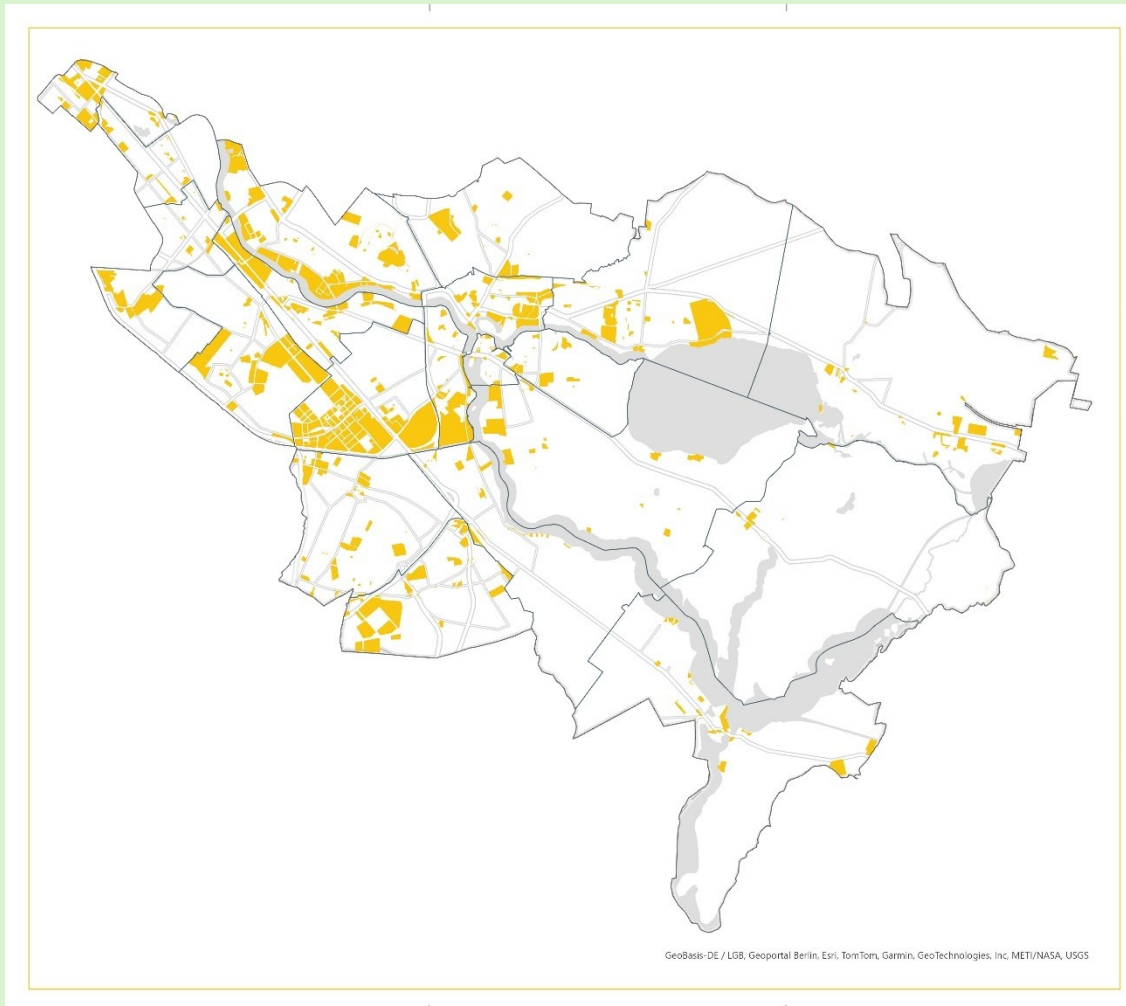 GeoBasis-DE / LGB, Geoportal Berlin, Esri, TomTom, Garmin, GeoTechnologies, Inc, METI/NASA, USGS